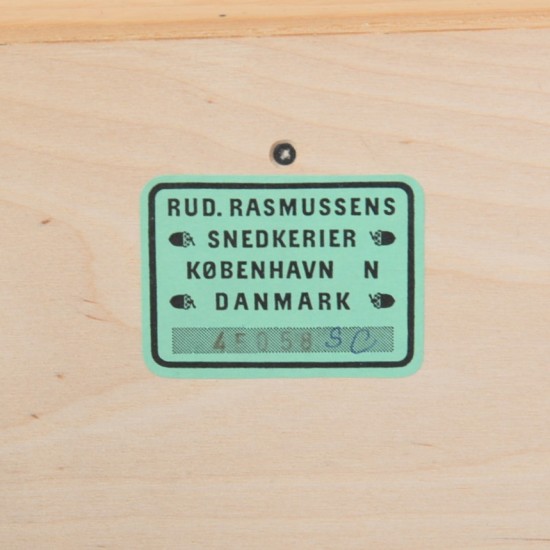 RUD. RASMUSSENS
SNEDKERIER
KØBENHAVN N
DANMARK
45058 SC